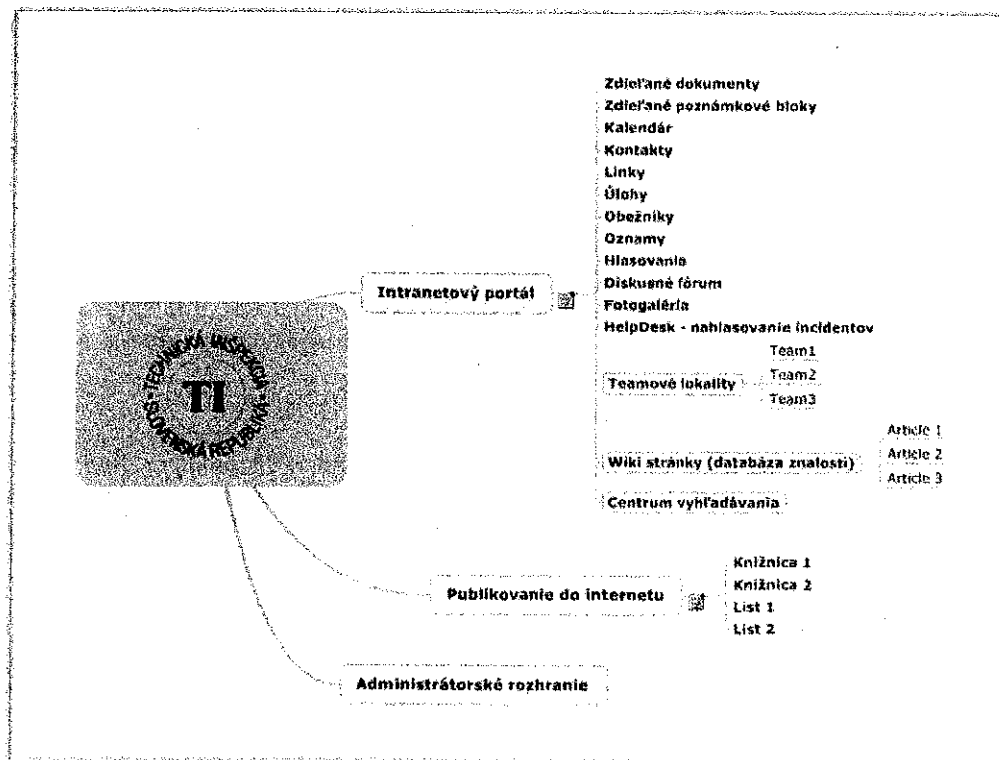 TECHNICKÁ INŠPEKCIA
TI
SLOVENSKÁ REPUBLIKA
Intranetový portál
Zdieľané dokumenty
Zdieľané poznámkové bloky
Kalendár
Kontakty
Linky
Úlohy
Obežníky
Oznamy
Hlasovania
Diskusné fórum
Fotogaléria
HelpDesk - nahlasovanie incidentov
Teamové lokality
Team1
Team2
Team3
Wiki stránky (databáza znalostí)
Article 1
Article 2
Article 3
Centrum vyhľadávania
Publikovanie do internetu
Knižnica 1
Knižnica 2
List 1
List 2
Administrátorské rozhranie